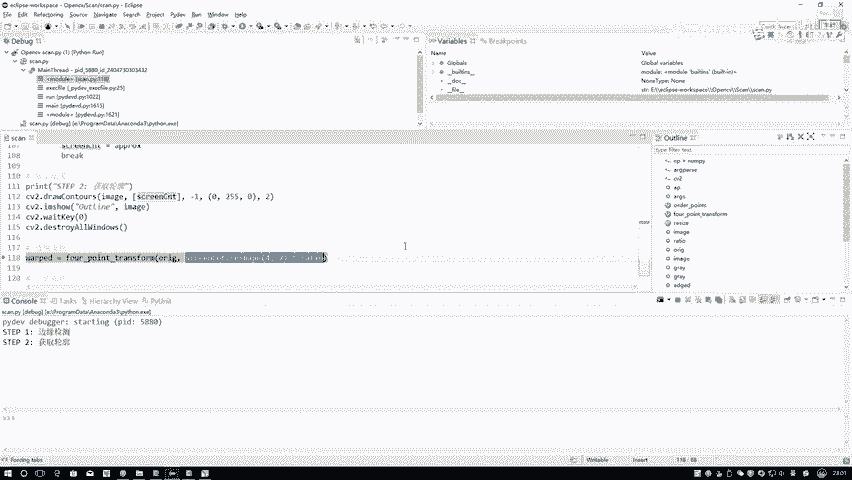 eclipse-workspace - Opencv/Scan/scan.py - Eclipse
File Edit Source Refactoring Navigate Search Project Pydev Run Window Help
Debug
Opencv scan.py (1) [Python Run]
scan.py
MainThread - pid_5880_id_2404730303432
<module> [scan.py:118]
execfile [_pydev_execfile.py:25]
run [pydevd.py:1022]
main [pydevd.py:1615]
<module> [pydevd.py:1621]
scan.py [debug] [e:\ProgramData\Anaconda3\python.exe]
Variables Breakpoints
Name Value
Globals Global variables
__builtins__ module: <module 'builtins' (built-in)>
__doc__ NoneType: None
__file__ str: E:\\eclipse-workspace\\Opencv\\Scan\\scan.py
scan
107 screenCnt = approx
108 break
109
110
111 print("STEP 2: 获取轮廓")
112 cv2.drawContours(image, [screenCnt], -1, (0, 255, 0), 2)
113 cv2.imshow("Outline", image)
114 cv2.waitKey(0)
115 cv2.destroyAllWindows()
116
118 warped = four_point_transform(orig, screenCnt.reshape(4, 2) * ratio)
119
120
Outline
type filter text
np = numpy
argparse
cv2
ap
args
order_points
four_point_transform
resize
image
ratio
orig
image
gray
gray
edged
Console Tasks Hierarchy View PyUnit
scan.py [debug] [e:\ProgramData\Anaconda3\python.exe]
pydev debugger: starting (pid: 5880)
STEP 1: 边缘检测
STEP 2: 获取轮廓
>>>
Writable Insert 118 : 68
23:01